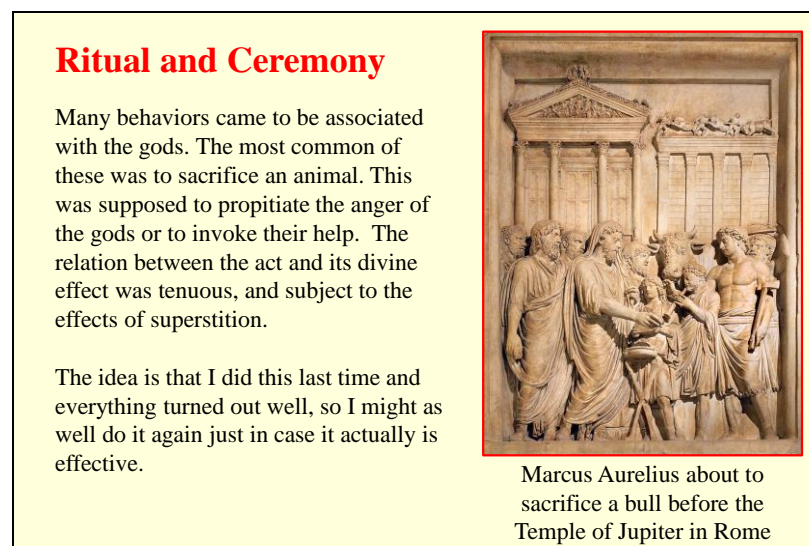 Ritual and Ceremony
Many behaviors came to be associated
with the gods. The most common of
these was to sacrifice an animal. This
was supposed to propitiate the anger of
the gods or to invoke their help.  The
relation between the act and its divine
effect was tenuous, and subject to the
effects of superstition.
The idea is that I did this last time and
everything turned out well, so I might as
well do it again just in case it actually is
effective.
Marcus Aurelius about to
sacrifice a bull before the
Temple of Jupiter in Rome